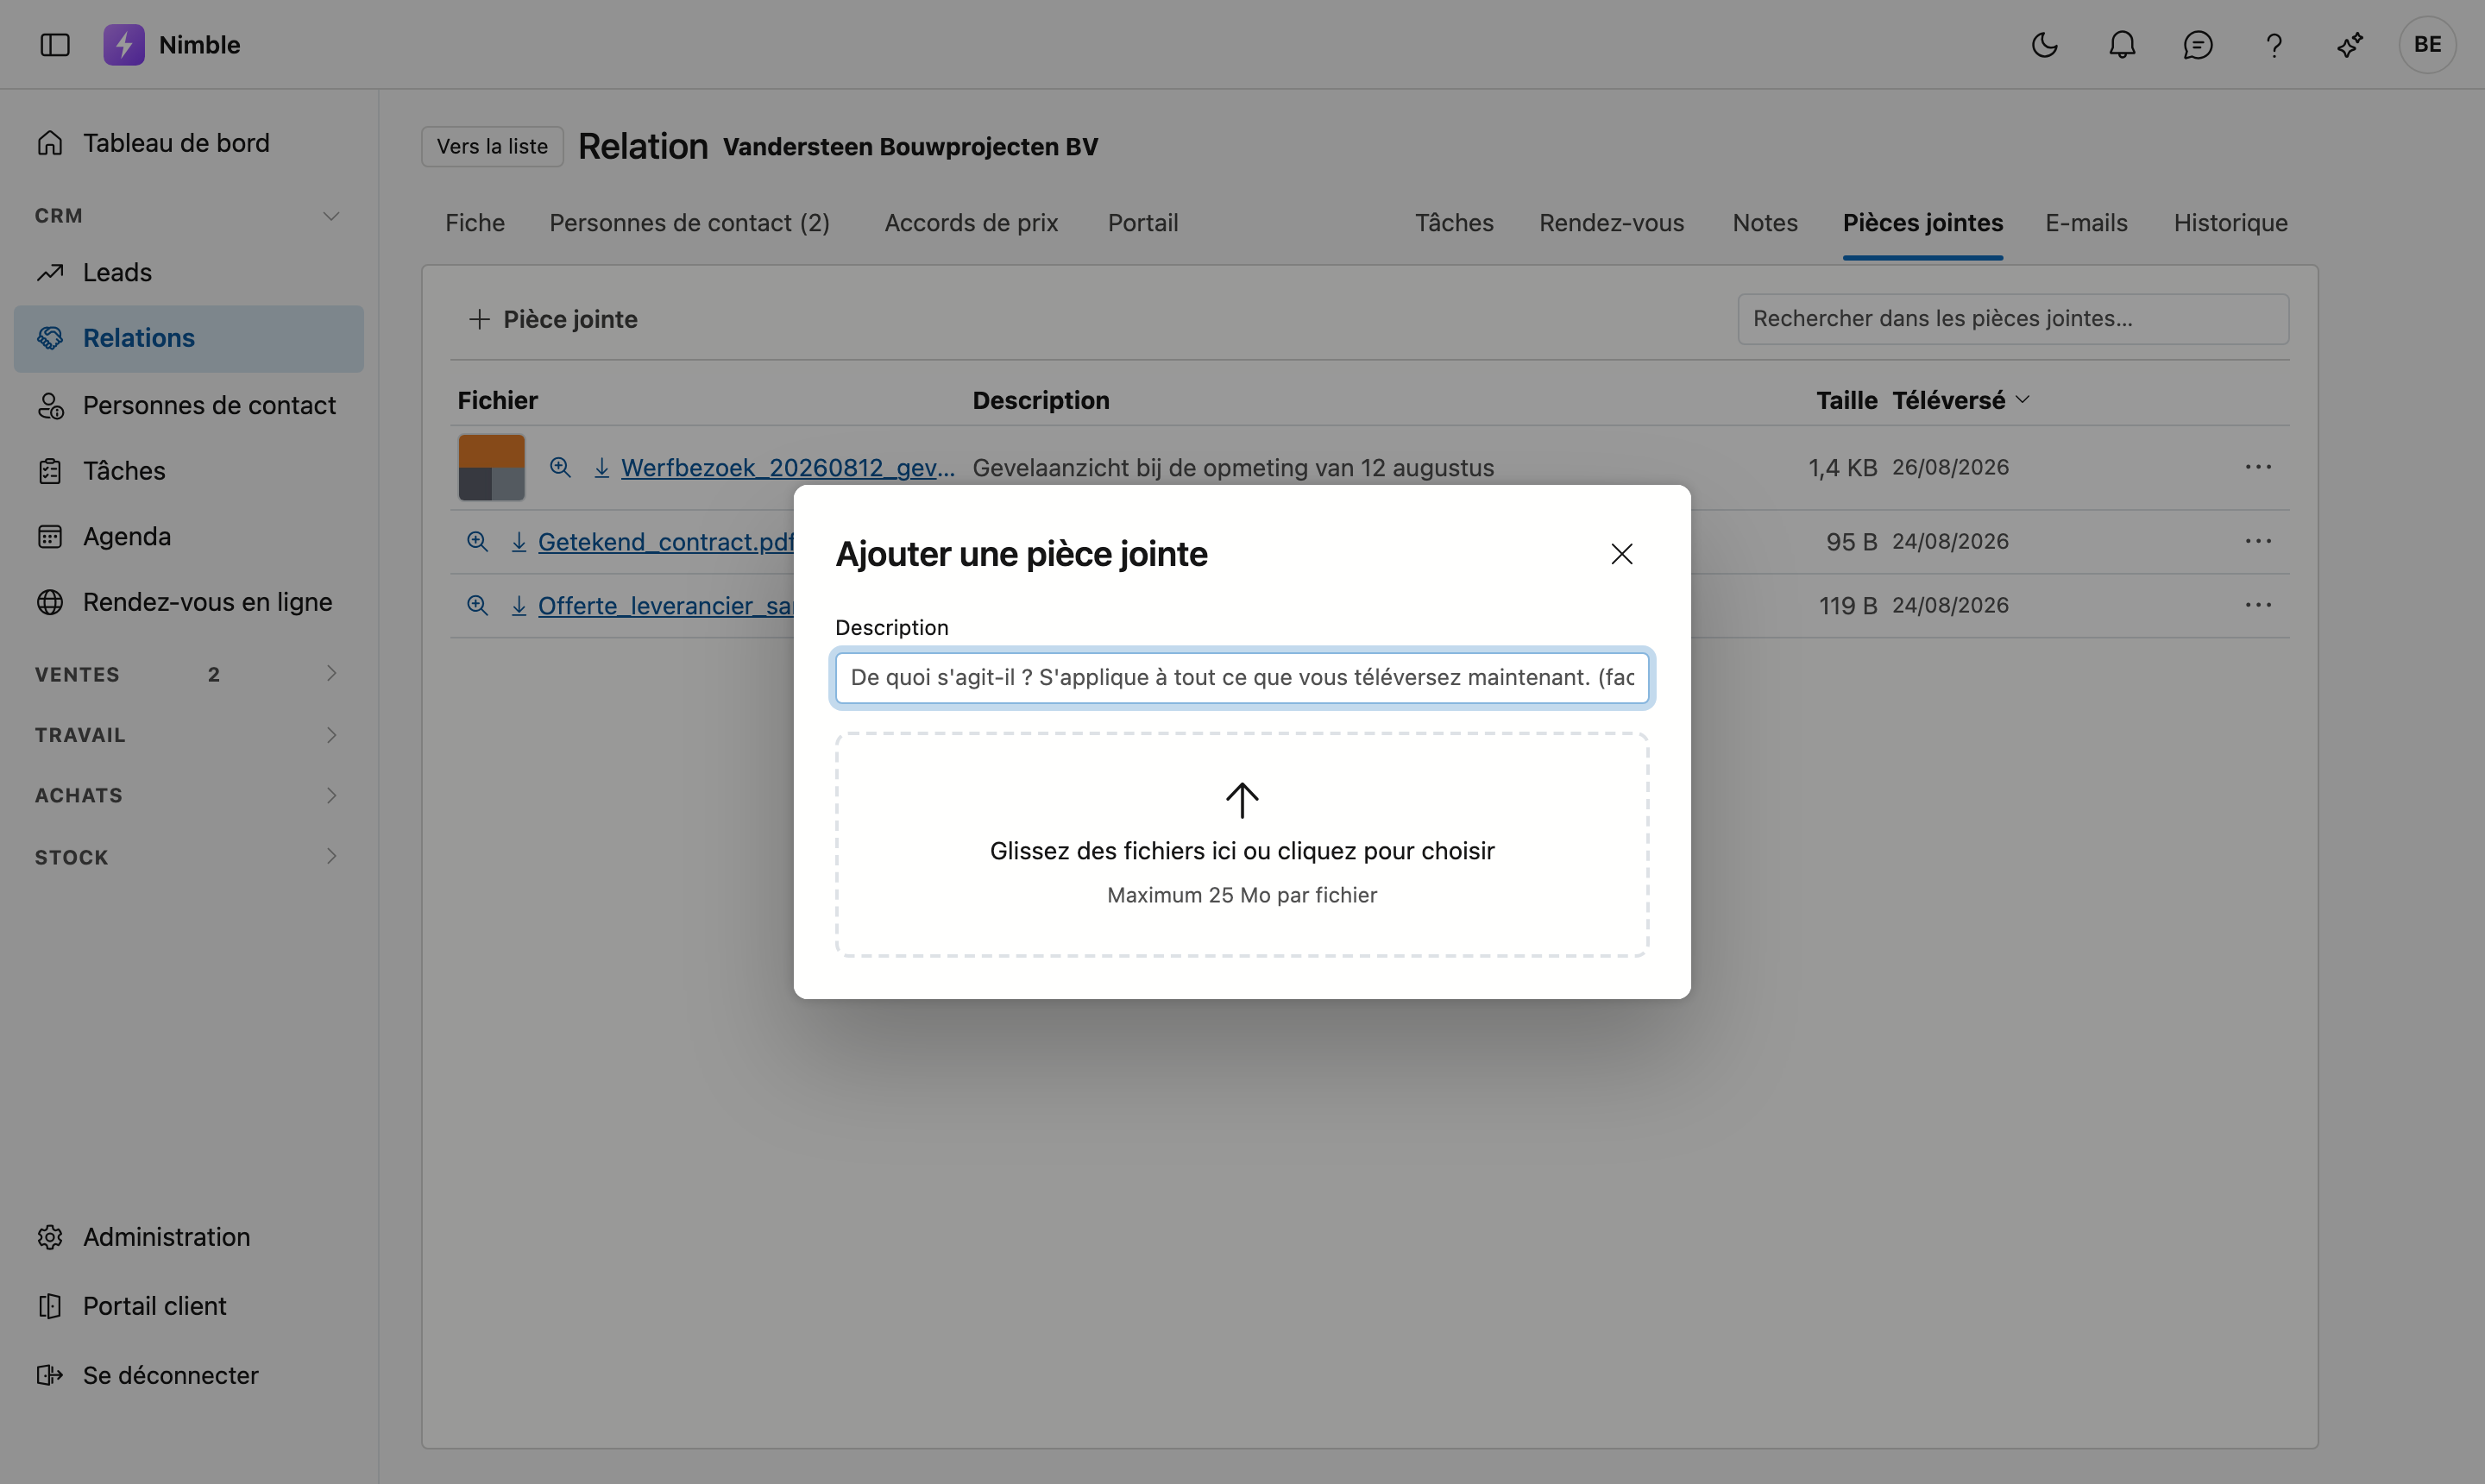 Nimble
BE
Tableau de bord
CRM
Leads
Relations
Personnes de contact
Tâches
Agenda
Rendez-vous en ligne
VENTES 2
TRAVAIL
ACHATS
STOCK
Administration
Portail client
Se déconnecter
Vers la liste Relation Vandersteen Bouwprojecten BV
Fiche Personnes de contact (2) Accords de prix Portail Tâches Rendez-vous Notes Pièces jointes E-mails Historique
Pièce jointe Rechercher dans les pièces jointes...
Fichier Description Taille Téléversé
Werfbezoek_20260812_gev... Gevelaanzicht bij de opmeting van 12 augustus 1,4 KB 26/08/2026
Getekend_contract.pdf 95 B 24/08/2026
Offerte_leverancier_sa 119 B 24/08/2026
Ajouter une pièce jointe
Description
De quoi s'agit-il ? S'applique à tout ce que vous téléversez maintenant. (fac
Glissez des fichiers ici ou cliquez pour choisir
Maximum 25 Mo par fichier